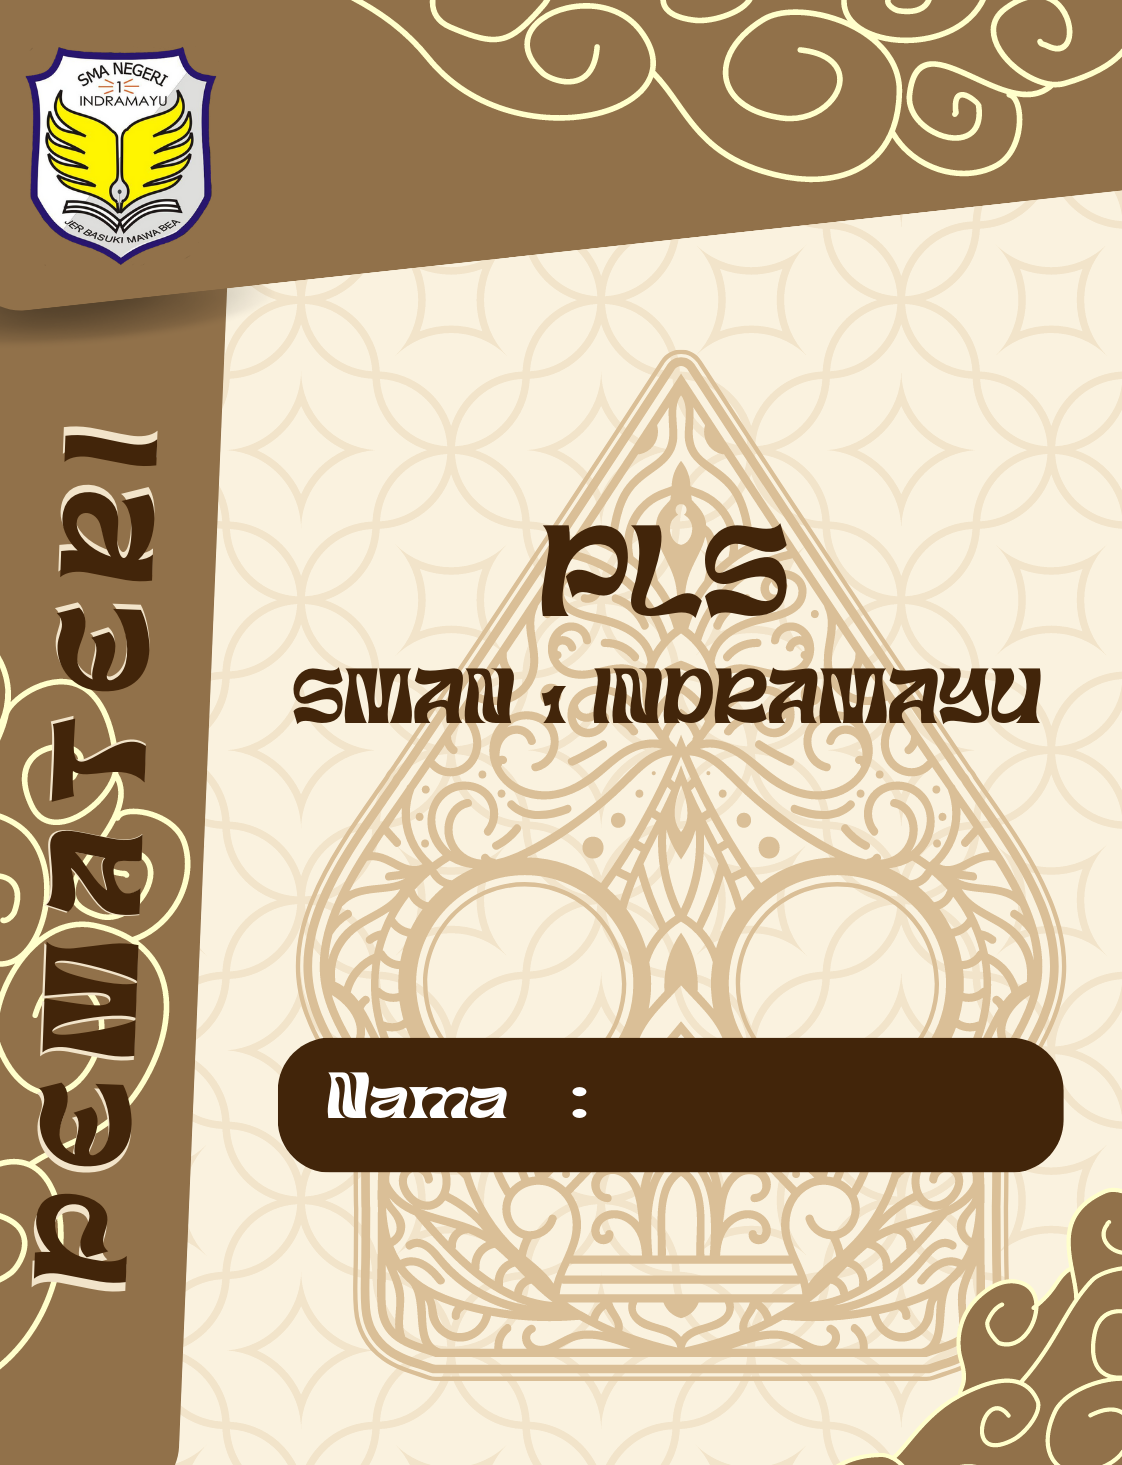 SMA NEGERI
1
INDRAMAYU
JER BASUKI MAWA BEA
PEMATERI
PLS
SMAN 1 INDRAMAYU
Nama :